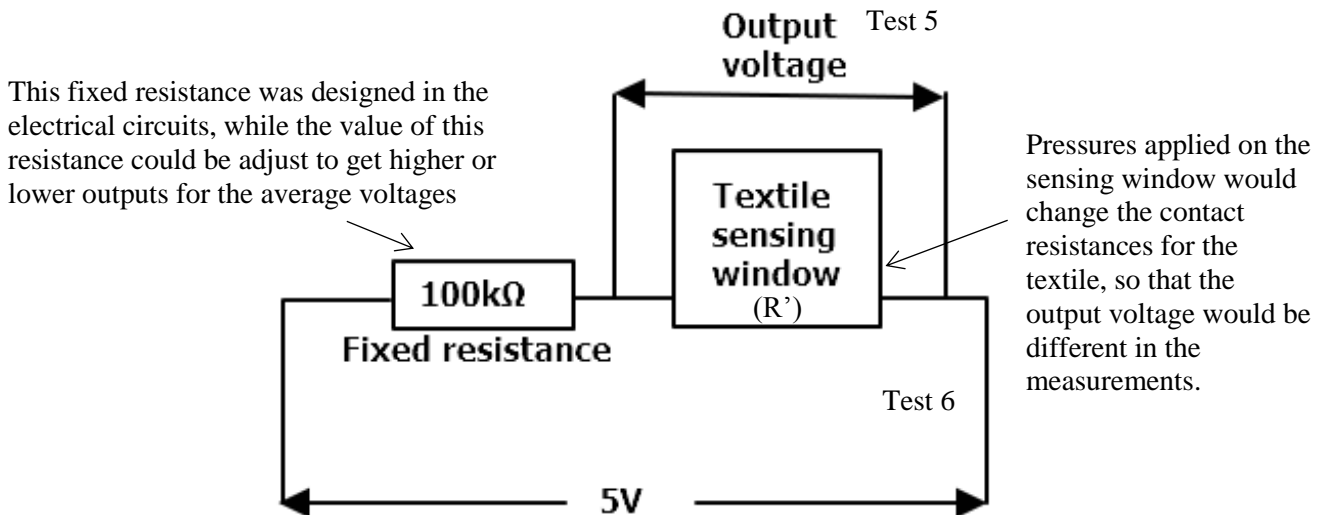 Output
voltage
Test 5
This fixed resistance was designed in the
electrical circuits, while the value of this
resistance could be adjust to get higher or
lower outputs for the average voltages
Pressures applied on the
sensing window would
change the contact
resistances for the
textile, so that the
output voltage would be
different in the
measurements.
Textile
sensing
window
(R’)
100kΩ
Fixed resistance
Test 6
5V